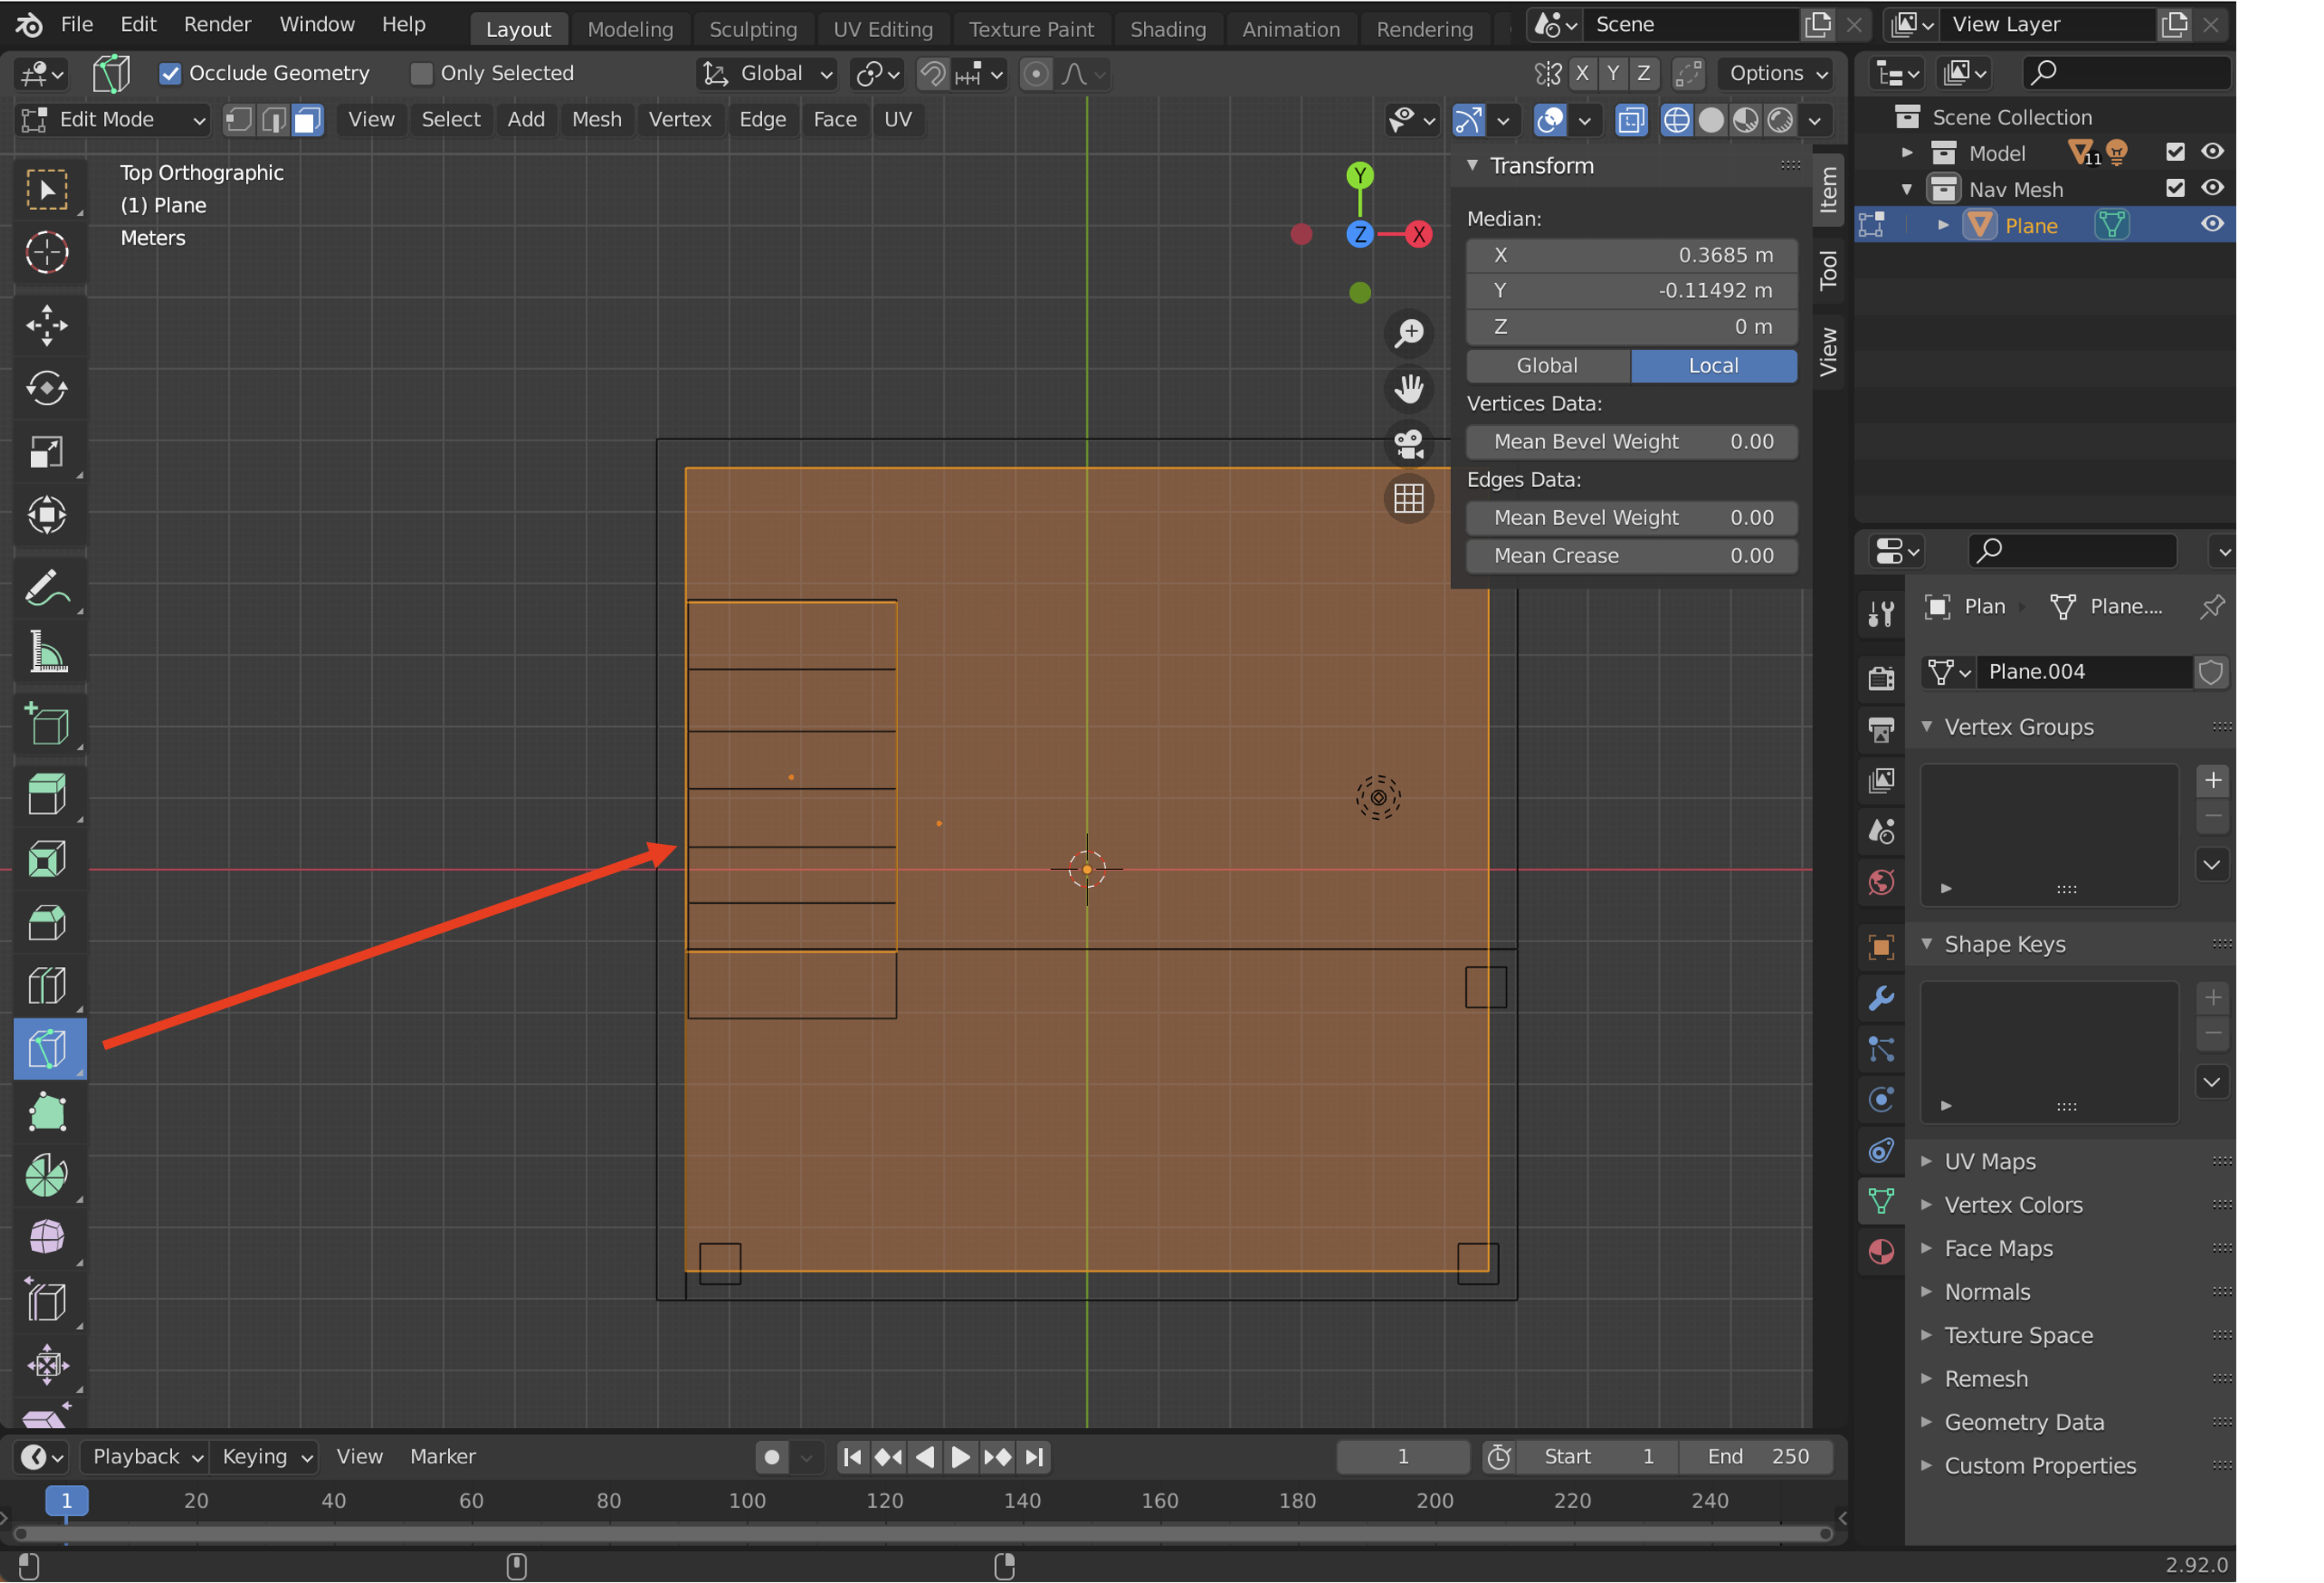 File Edit Render Window Help Layout Modeling Sculpting UV Editing Texture Paint Shading Animation Rendering Scene View Layer
Occlude Geometry Only Selected Global X Y Z Options
Edit Mode View Select Add Mesh Vertex Edge Face UV
Top Orthographic
(1) Plane
Meters
Y
Z
X
Transform
Median:
X 0.3685 m
Y -0.11492 m
Z 0 m
Global Local
Vertices Data:
Mean Bevel Weight 0.00
Edges Data:
Mean Bevel Weight 0.00
Mean Crease 0.00
Item
Tool
View
Scene Collection
Model 11
Nav Mesh
Plane
Plan Plane....
Plane.004
Vertex Groups
Shape Keys
UV Maps
Vertex Colors
Face Maps
Normals
Texture Space
Remesh
Geometry Data
Custom Properties
Playback Keying View Marker 1 Start 1 End 250
1 20 40 60 80 100 120 140 160 180 200 220 240
2.92.0